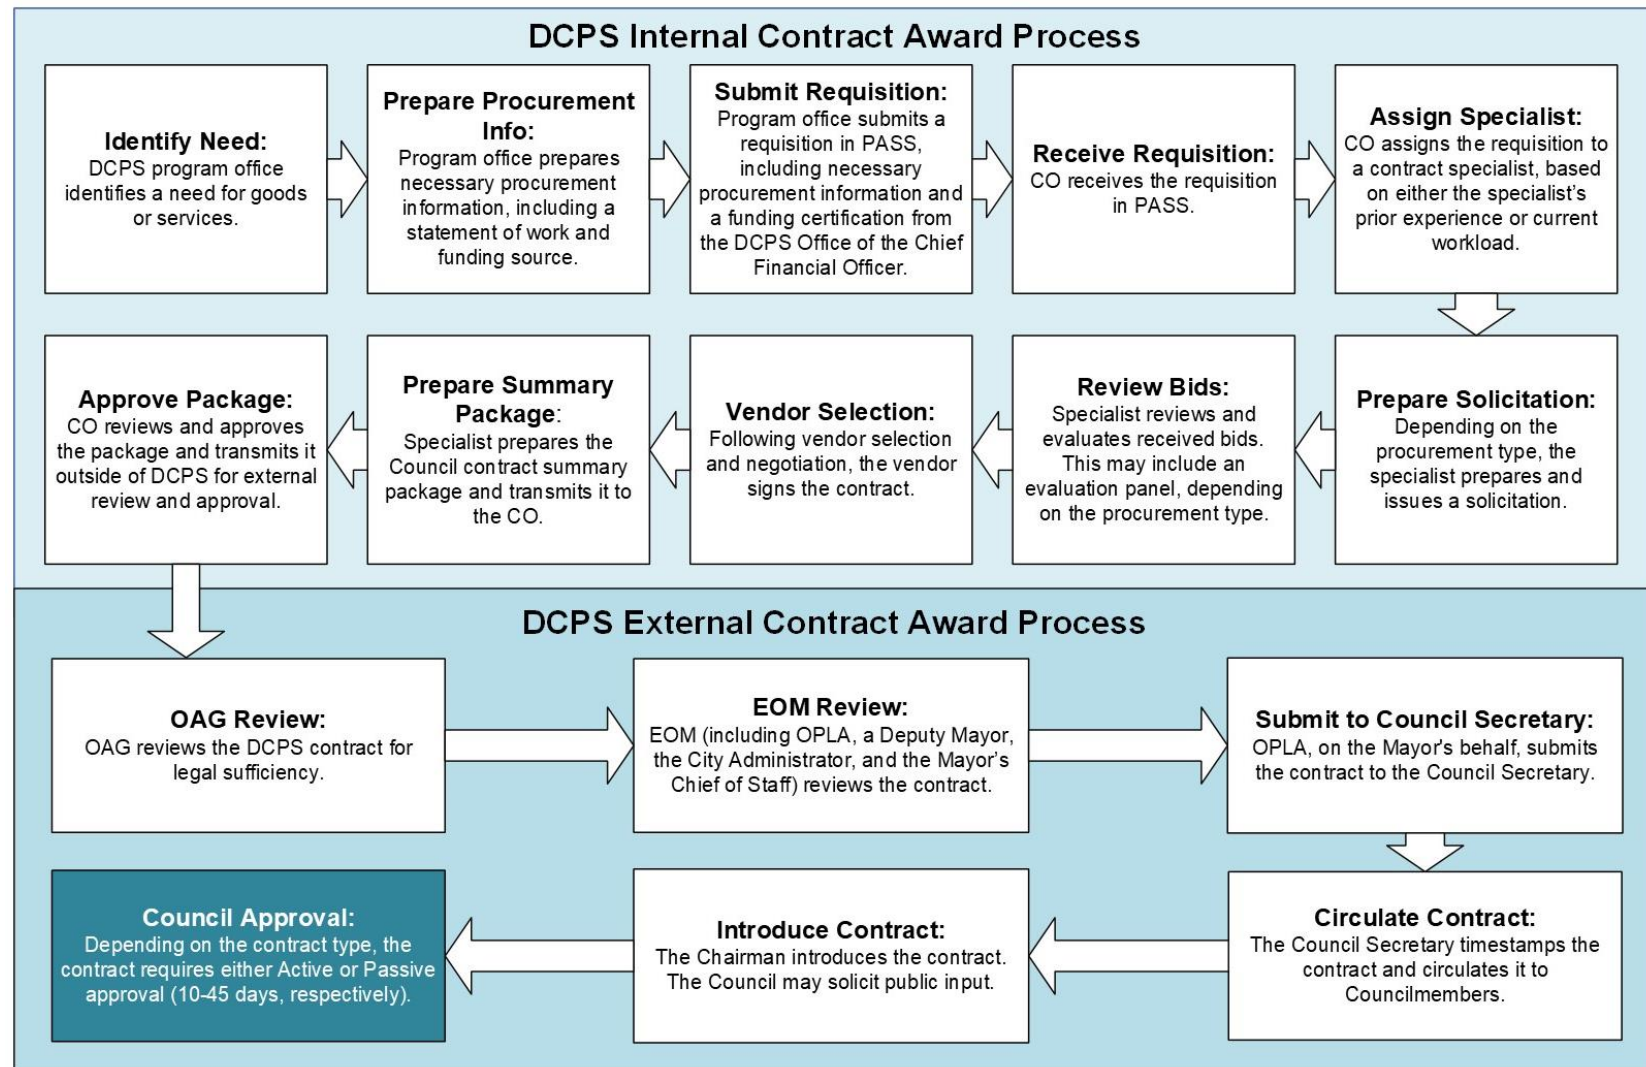 DCPS Internal Contract Award Process
Identify Need:
DCPS program office
identifies a need for goods
or services.
Prepare Procurement
Info:
Program office prepares
necessary procurement
information, including a
statement of work and
funding source.
Submit Requisition:
Program office submits a
requisition in PASS,
including necessary
procurement information and
a funding certification from
the DCPS Office of the Chief
Financial Officer.
Receive Requisition:
CO receives the requisition
in PASS.
Assign Specialist:
CO assigns the requisition to
a contract specialist, based
on either the specialist's
prior experience or current
workload.
Prepare Solicitation:
Depending on the
procurement type, the
specialist prepares and
issues a solicitation.
Review Bids:
Specialist reviews and
evaluates received bids.
This may include an
evaluation panel, depending
on the procurement type.
Vendor Selection:
Following vendor selection
and negotiation, the vendor
signs the contract.
Prepare Summary
Package:
Specialist prepares the
Council contract summary
package and transmits it to
the CO.
Approve Package:
CO reviews and approves
the package and transmits it
outside of DCPS for external
review and approval.
DCPS External Contract Award Process
OAG Review:
OAG reviews the DCPS contract for
legal sufficiency.
EOM Review:
EOM (including OPLA, a Deputy Mayor,
the City Administrator, and the Mayor's
Chief of Staff) reviews the contract.
Submit to Council Secretary:
OPLA, on the Mayor's behalf, submits
the contract to the Council Secretary.
Circulate Contract:
The Council Secretary timestamps the
contract and circulates it to
Councilmembers.
Introduce Contract:
The Chairman introduces the contract.
The Council may solicit public input.
Council Approval:
Depending on the contract type, the
contract requires either Active or Passive
approval (10-45 days, respectively).